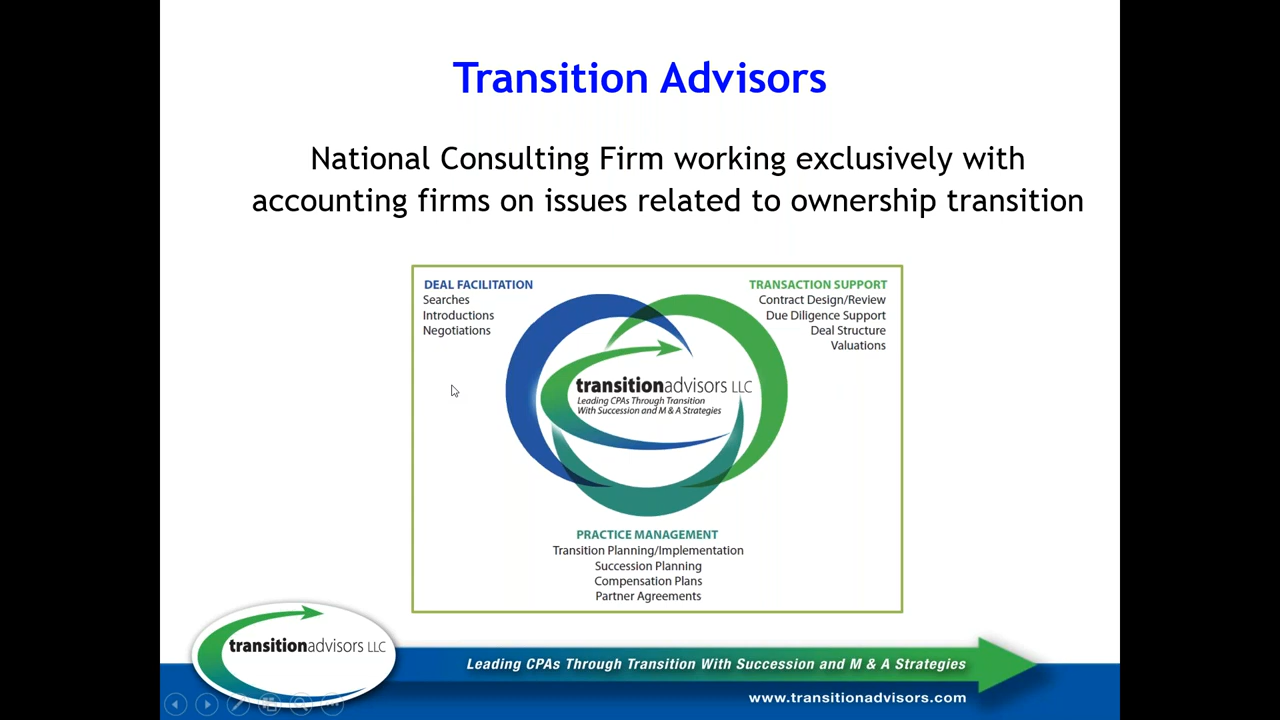 Transition Advisors
National Consulting Firm working exclusively with
accounting firms on issues related to ownership transition
DEAL FACILITATION
Searches
Introductions
Negotiations
TRANSACTION SUPPORT
Contract Design/Review
Due Diligence Support
Deal Structure
Valuations
transitionadvisors LLC
Leading CPAs Through Transition
With Succession and M & A Strategies
PRACTICE MANAGEMENT
Transition Planning/Implementation
Succession Planning
Compensation Plans
Partner Agreements
transitionadvisors LLC
Leading CPAs Through Transition With Succession and M & A Strategies
www.transitionadvisors.com